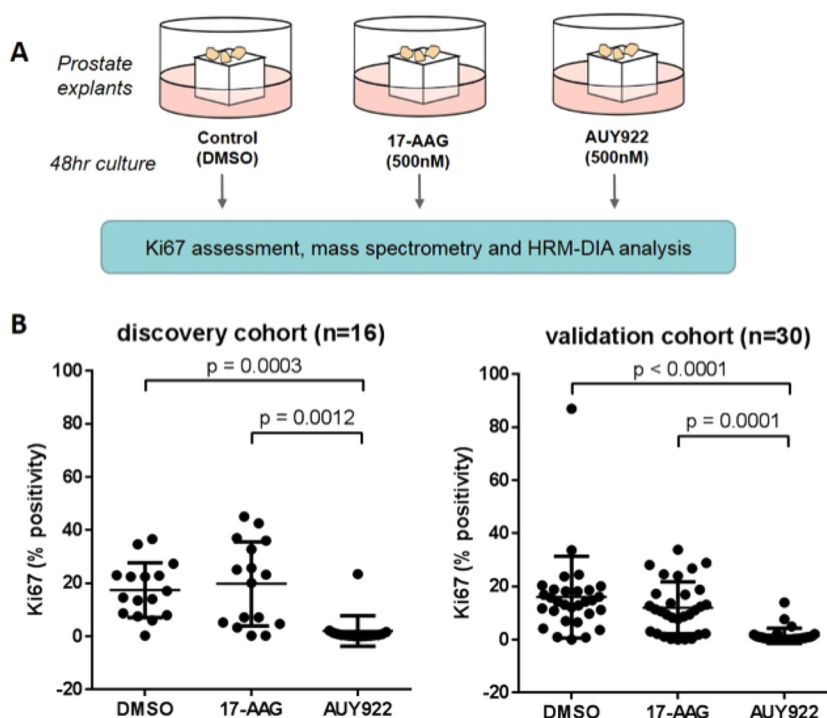 A
Prostate
explants
Control
(DMSO)
17-AAG
(500nM)
AUY922
(500nM)
48hr culture
Ki67 assessment, mass spectrometry and HRM-DIA analysis
B
discovery cohort (n=16)
p = 0.0003
p = 0.0012
Ki67 (% positivity)
100
80
60
40
20
0
-20
DMSO
17-AAG
AUY922
validation cohort (n=30)
p < 0.0001
p = 0.0001
Ki67 (% positivity)
100
80
60
40
20
0
-20
DMSO
17-AAG
AUY922